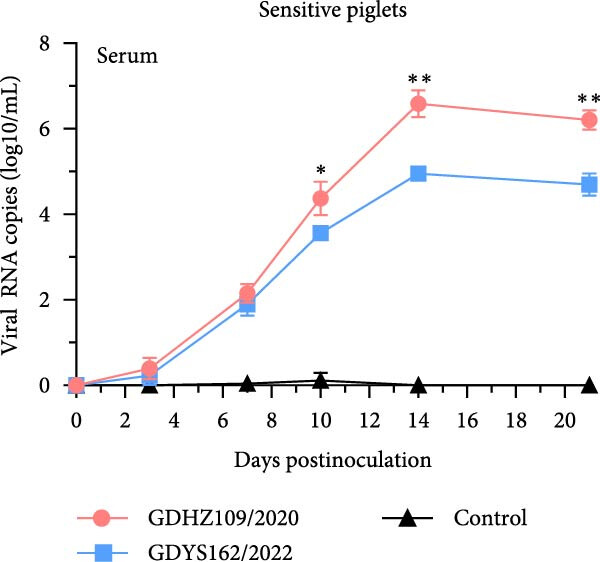 Sensitive piglets
Serum
Viral RNA copies (log10/mL)
8
6
4
2
0
*
**
**
0 2 4 6 8 10 12 14 16 18 20
Days postinoculation
GDHZ109/2020 Control
GDYS162/2022